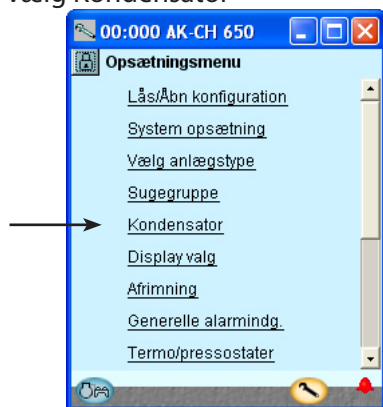 Vælg Kondensator
00:000 AK-CH 650
Opsætningsmenu
Lås/Åbn konfiguration
System opsætning
Vælg anlægstype
Sugegruppe
Kondensator
Display valg
Afrimning
Generelle alarmindg.
Termo/pressostater